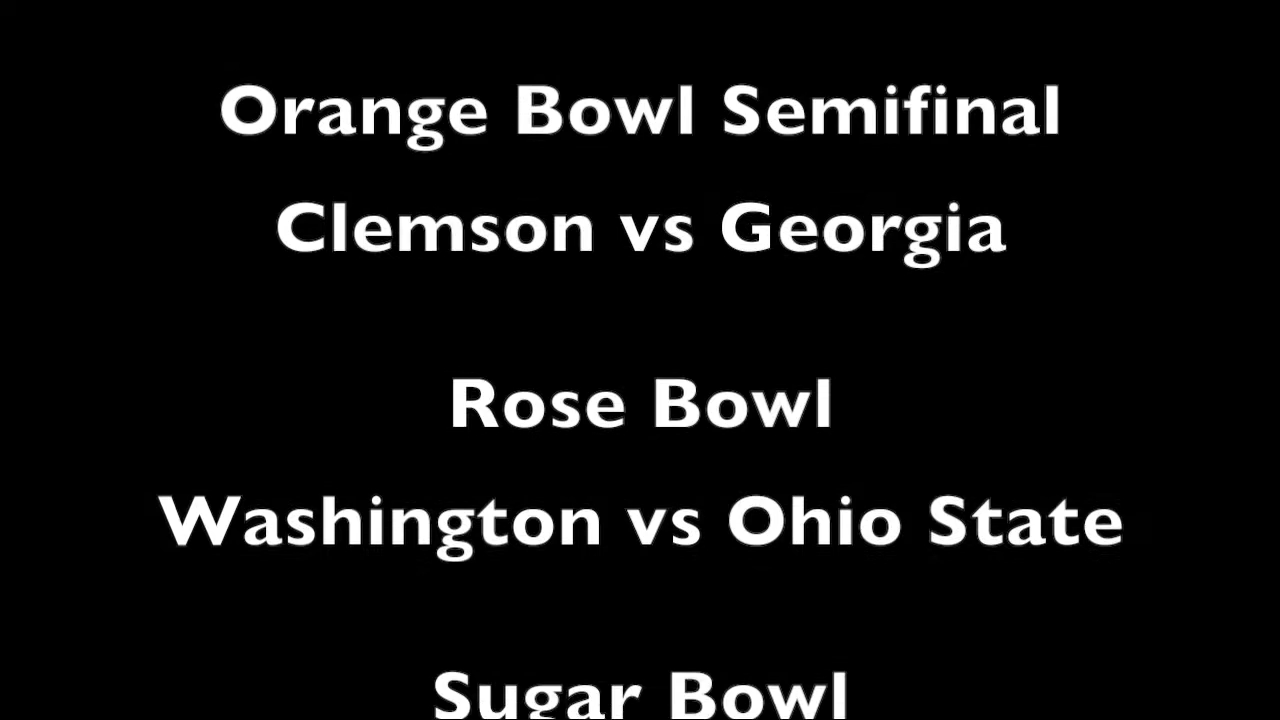 Orange Bowl Semifinal
Clemson vs Georgia
Rose Bowl
Washington vs Ohio State
Sugar Bowl